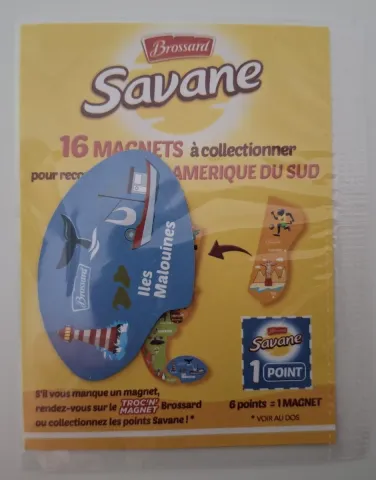 Brossard
Savane
16 MAGNETS à collectionner
pour reco AMERIQUE DU SUD
Brossard
Iles
Malouines
Brossard
Savane
1 POINT
S'il vous manque un magnet,
rendez-vous sur le TROC'N MAGNET Brossard
ou collectionnez les points Savane ! *
6 points = 1 MAGNET
* VOIR AU DOS